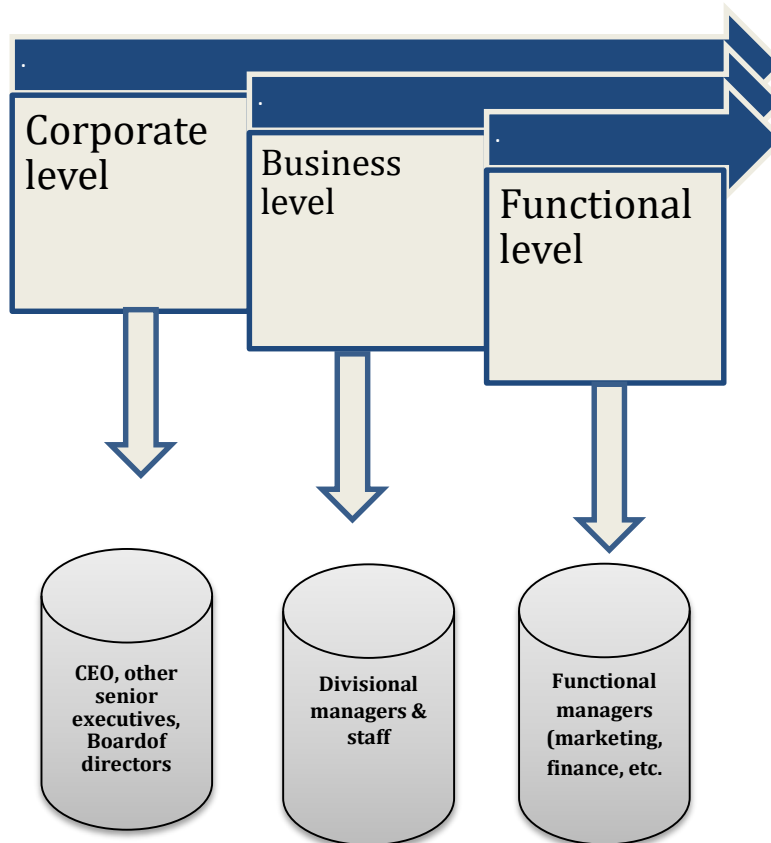 Corporate
level
Business
level
Functional
level
CEO, other
senior
executives,
Boardof
directors
Divisional
managers &
staff
Functional
managers
(marketing,
finance, etc.